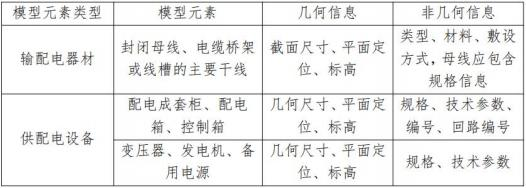 模型元素类型 模型元素 几何信息 非几何信息
输配电器材
封闭母线、电缆桥架
或线槽的主要干线
截面尺寸、平面定
位、标高
类型、材料、敷设
方式，母线应包含
规格信息
供配电设备
配电成套柜、配电
箱、控制箱
几何尺寸、平面定
位、标高
规格、技术参数、
编号、回路编号
变压器、发电机、备
用电源
几何尺寸、平面定
位、标高
规格、技术参数